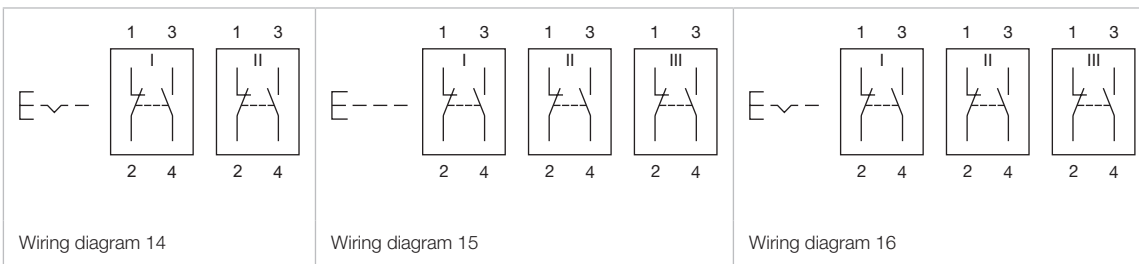 1 3 1 3
I II
2 4 2 4
Wiring diagram 14
1 3 1 3 1 3
I II III
2 4 2 4 2 4
Wiring diagram 15
1 3 1 3 1 3
I II III
2 4 2 4 2 4
Wiring diagram 16